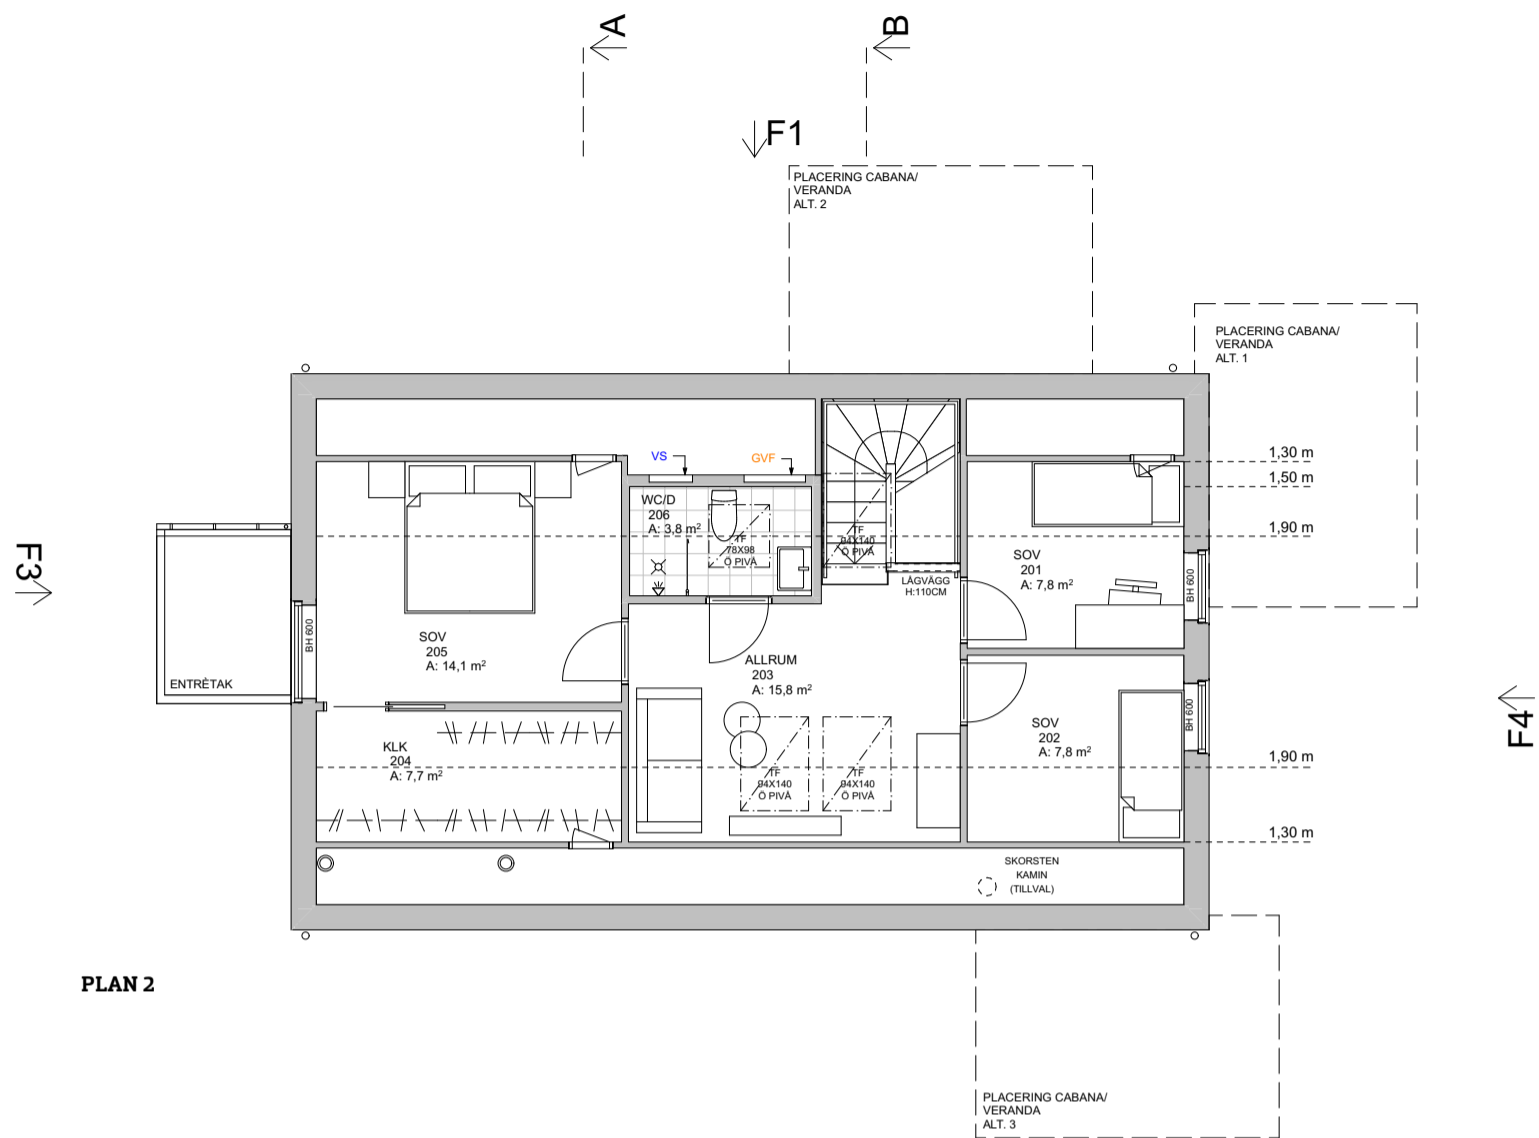 A
B
F1
PLACERING CABANA/
VERANDA
ALT. 2
PLACERING CABANA/
VERANDA
ALT. 1
1,30 m
1,50 m
1,90 m
VS
GVF
WC/D
206
A: 3,8 m²
TF
78X98
Ö PIVÅ
TF
94X140
Ö PIVÅ
LÅGVÄGG
H:110CM
SOV
201
A: 7,8 m²
BH 600
F3
BH 600
SOV
205
A: 14,1 m²
ENTRÉTAK
ALLRUM
203
A: 15,8 m²
SOV
202
A: 7,8 m²
BH 600
F4
KLK
204
A: 7,7 m²
TF
94X140
Ö PIVÅ
TF
94X140
Ö PIVÅ
1,90 m
1,30 m
SKORSTEN
KAMIN
(TILLVAL)
PLAN 2
PLACERING CABANA/
VERANDA
ALT. 3